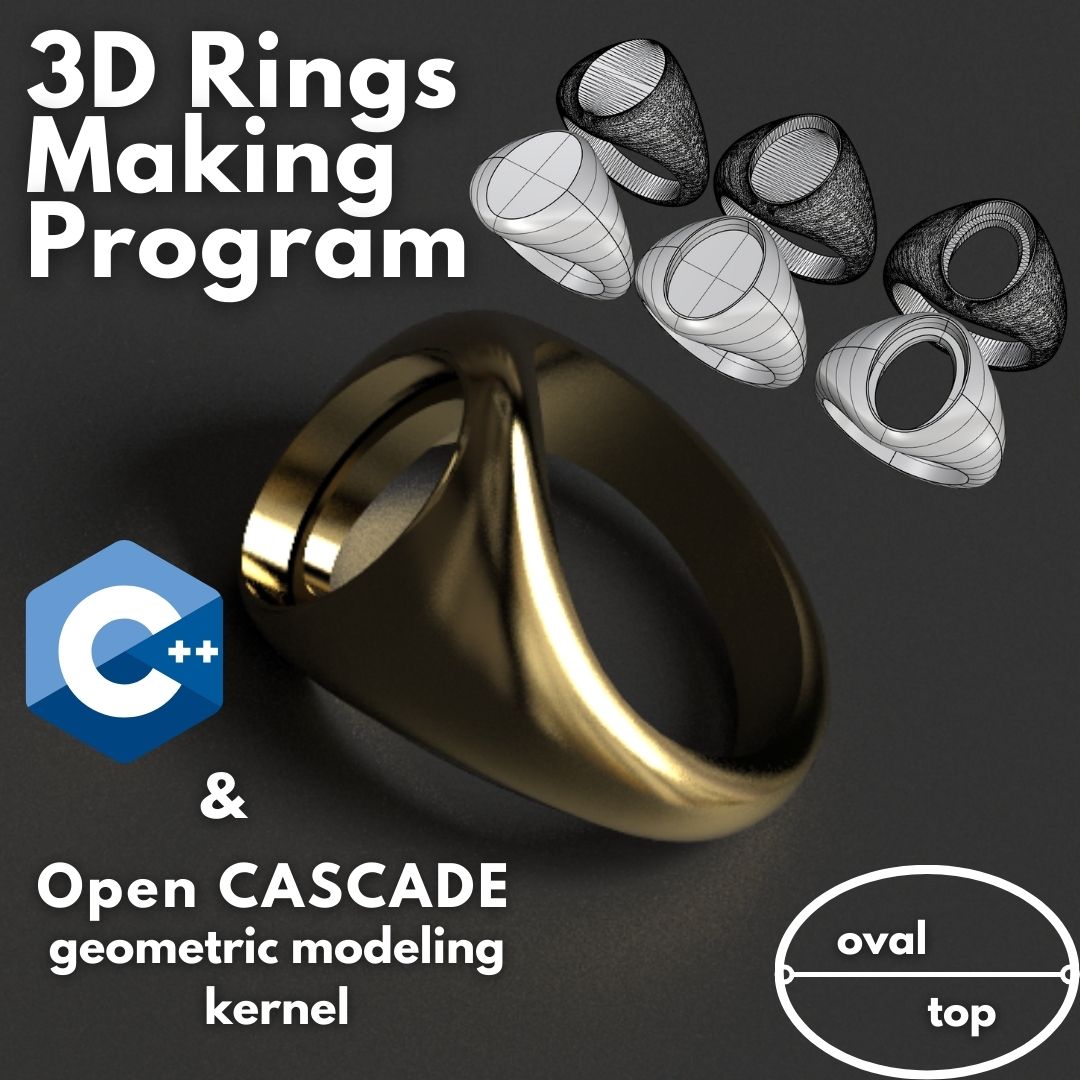 3D Rings
Making
Program
C++
&
Open CASCADE
geometric modeling
kernel
oval
top